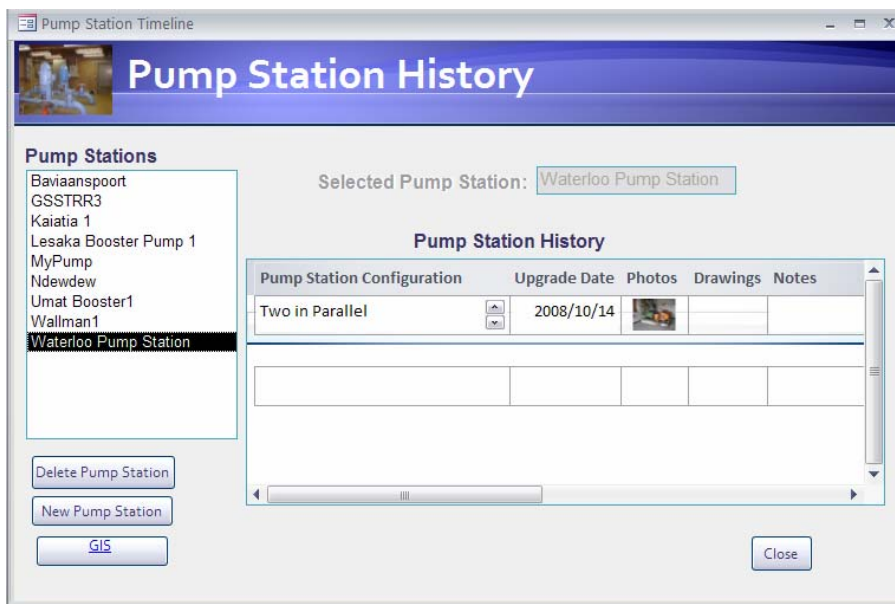 Pump Station Timeline
Pump Station History
Pump Stations
Baviaanspoort
GSSTRR3
Kaiatia 1
Lesaka Booster Pump 1
MyPump
Ndewdew
Umat Booster1
Wallman1
Waterloo Pump Station
Selected Pump Station: Waterloo Pump Station
Pump Station History
Pump Station Configuration Upgrade Date Photos Drawings Notes
Two in Parallel 2008/10/14
Delete Pump Station
New Pump Station
GIS
Close